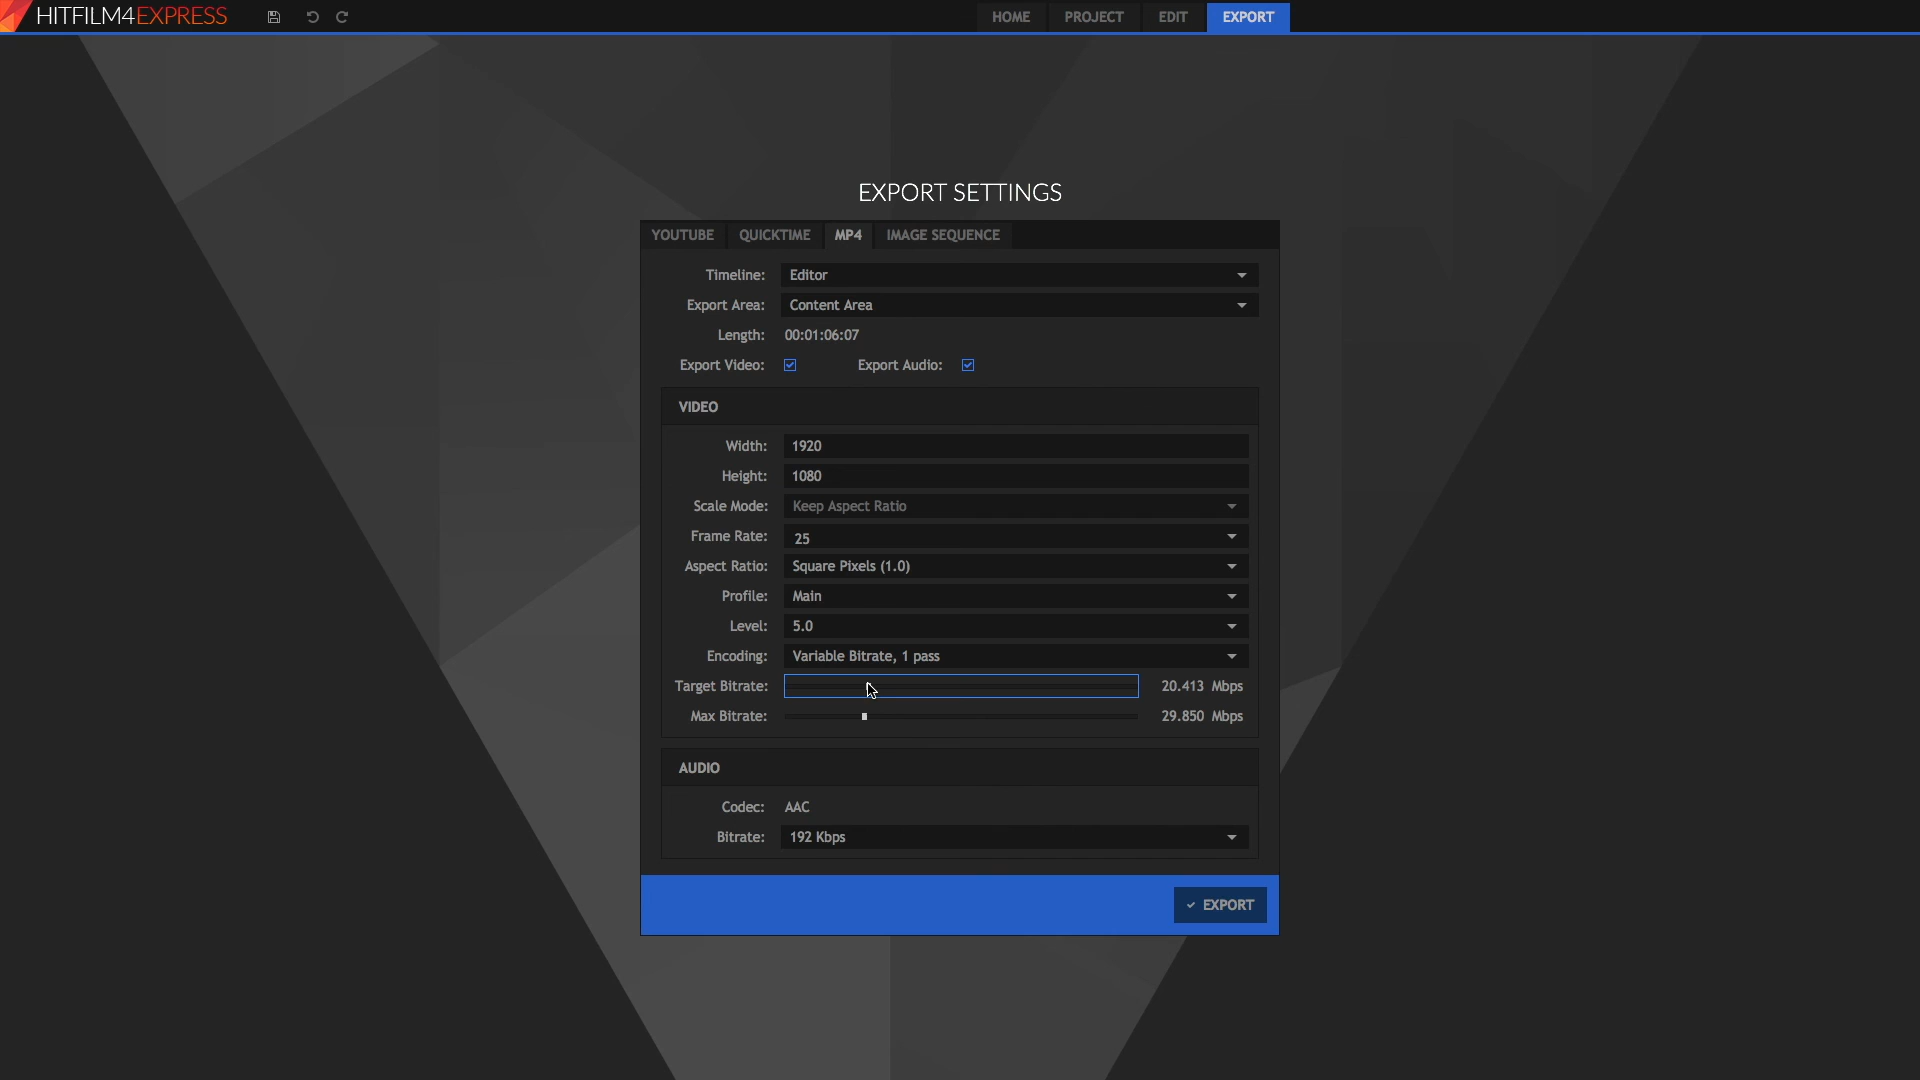 HITFILM4EXPRESS
HOME PROJECT EDIT EXPORT
EXPORT SETTINGS
YOUTUBE QUICKTIME MP4 IMAGE SEQUENCE
Timeline: Editor
Export Area: Content Area
Length: 00:01:06:07
Export Video: Export Audio:
VIDEO
Width: 1920
Height: 1080
Scale Mode: Keep Aspect Ratio
Frame Rate: 25
Aspect Ratio: Square Pixels (1.0)
Profile: Main
Level: 5.0
Encoding: Variable Bitrate, 1 pass
Target Bitrate: 20.413 Mbps
Max Bitrate: 29.850 Mbps
AUDIO
Codec: AAC
Bitrate: 192 Kbps
EXPORT